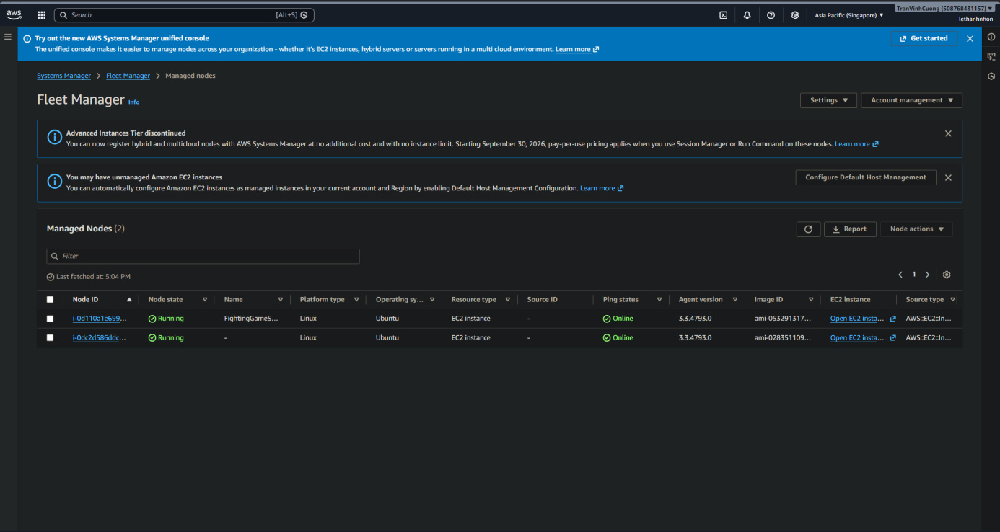 aws Search [Alt+S] Asia Pacific (Singapore) TranVinhCuong (508768431157)
lethanhnhon
Try out the new AWS Systems Manager unified console
The unified console makes it easier to manage nodes across your organization - whether it's EC2 instances, hybrid servers or servers running in a multi cloud environment. Learn more
Get started
Systems Manager > Fleet Manager > Managed nodes
Fleet Manager Info
Settings Account management
Advanced Instances Tier discontinued
You can now register hybrid and multicloud nodes with AWS Systems Manager at no additional cost and with no instance limit. Starting September 30, 2026, pay-per-use pricing applies when you use Session Manager or Run Command on these nodes. Learn more
You may have unmanaged Amazon EC2 instances
You can automatically configure Amazon EC2 instances as managed instances in your current account and Region by enabling Default Host Management Configuration. Learn more
Configure Default Host Management
Managed Nodes (2)
Report Node actions
Filter
Last fetched at: 5:04 PM
1
Node ID Node state Name Platform type Operating sy... Resource type Source ID Ping status Agent version Image ID EC2 instance Source type
i-0d110a1e699... Running FightingGameS... Linux Ubuntu EC2 instance - Online 3.3.4793.0 ami-053291317... Open EC2 insta... AWS::EC2::In...
i-0dc2d586ddc... Running - Linux Ubuntu EC2 instance - Online 3.3.4793.0 ami-028351109... Open EC2 insta... AWS::EC2::In...